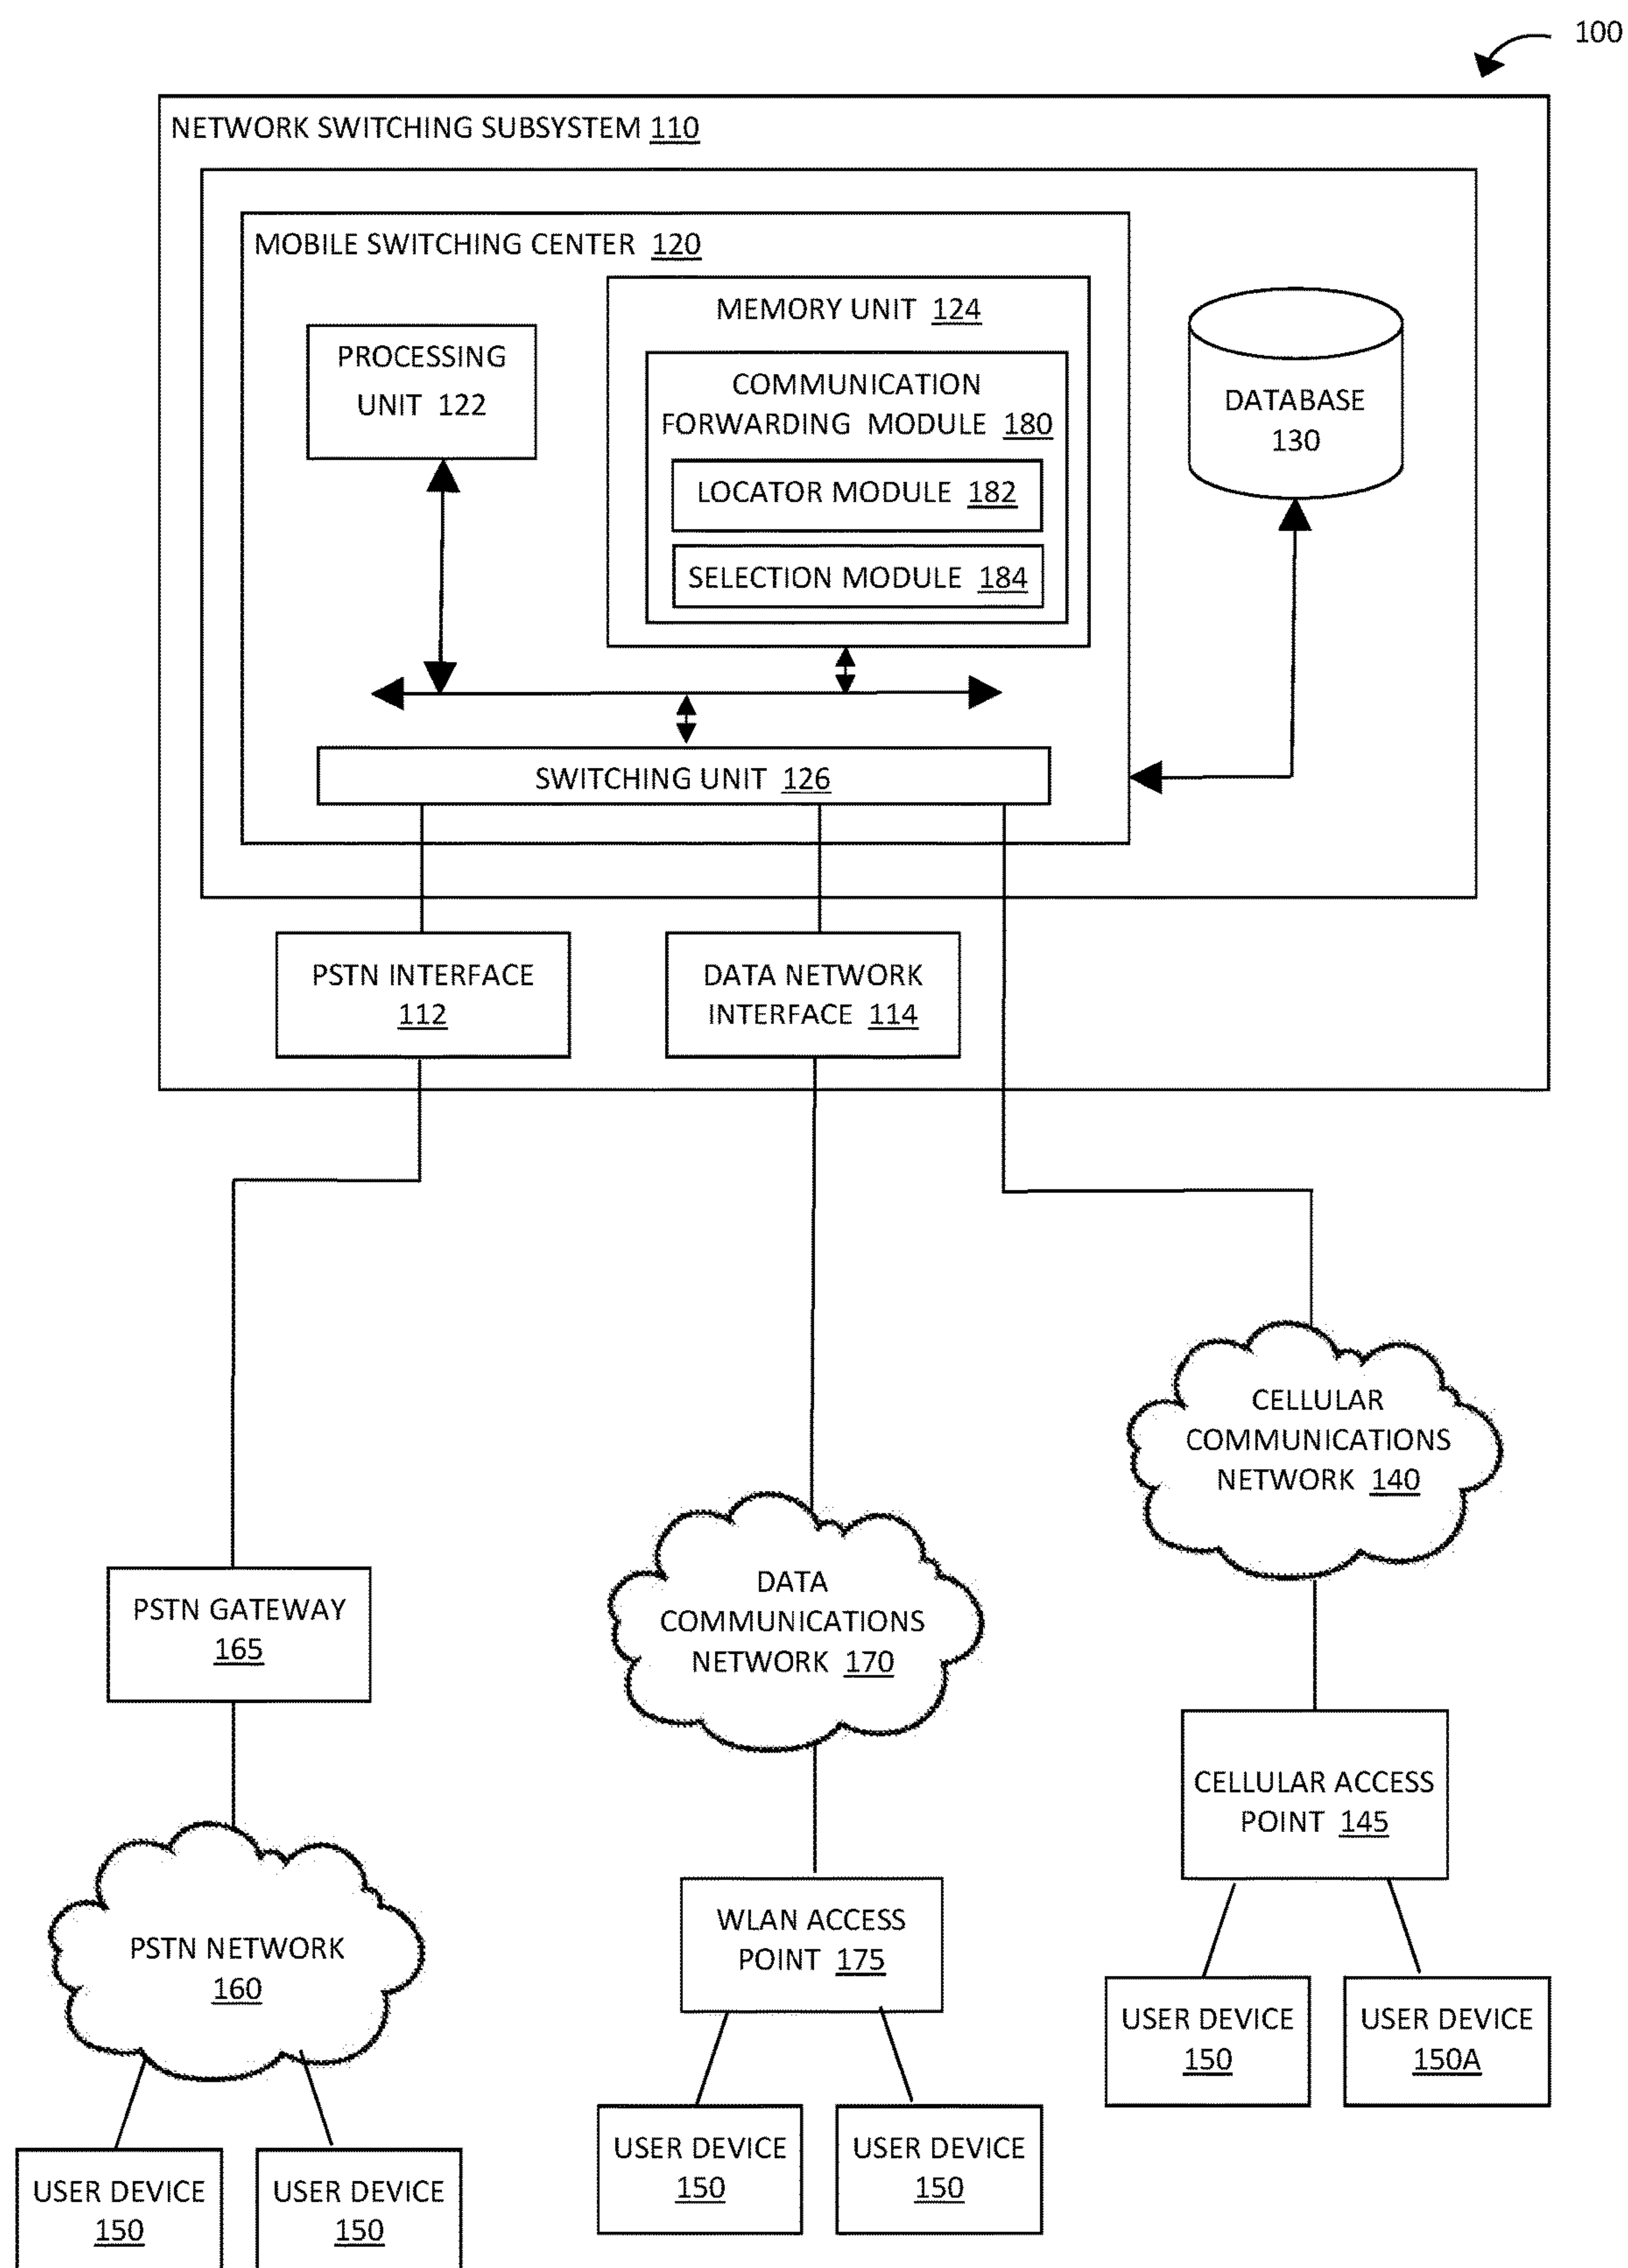 100
NETWORK SWITCHING SUBSYSTEM 110
MOBILE SWITCHING CENTER 120
PROCESSING
UNIT 122
MEMORY UNIT 124
COMMUNICATION
FORWARDING MODULE 180
LOCATOR MODULE 182
SELECTION MODULE 184
DATABASE
130
SWITCHING UNIT 126
PSTN INTERFACE
112
DATA NETWORK
INTERFACE 114
CELLULAR
COMMUNICATIONS
NETWORK 140
DATA
COMMUNICATIONS
NETWORK 170
PSTN GATEWAY
165
CELLULAR ACCESS
POINT 145
WLAN ACCESS
POINT 175
PSTN NETWORK
160
USER DEVICE
150
USER DEVICE
150A
USER DEVICE
150
USER DEVICE
150
USER DEVICE
150
USER DEVICE
150